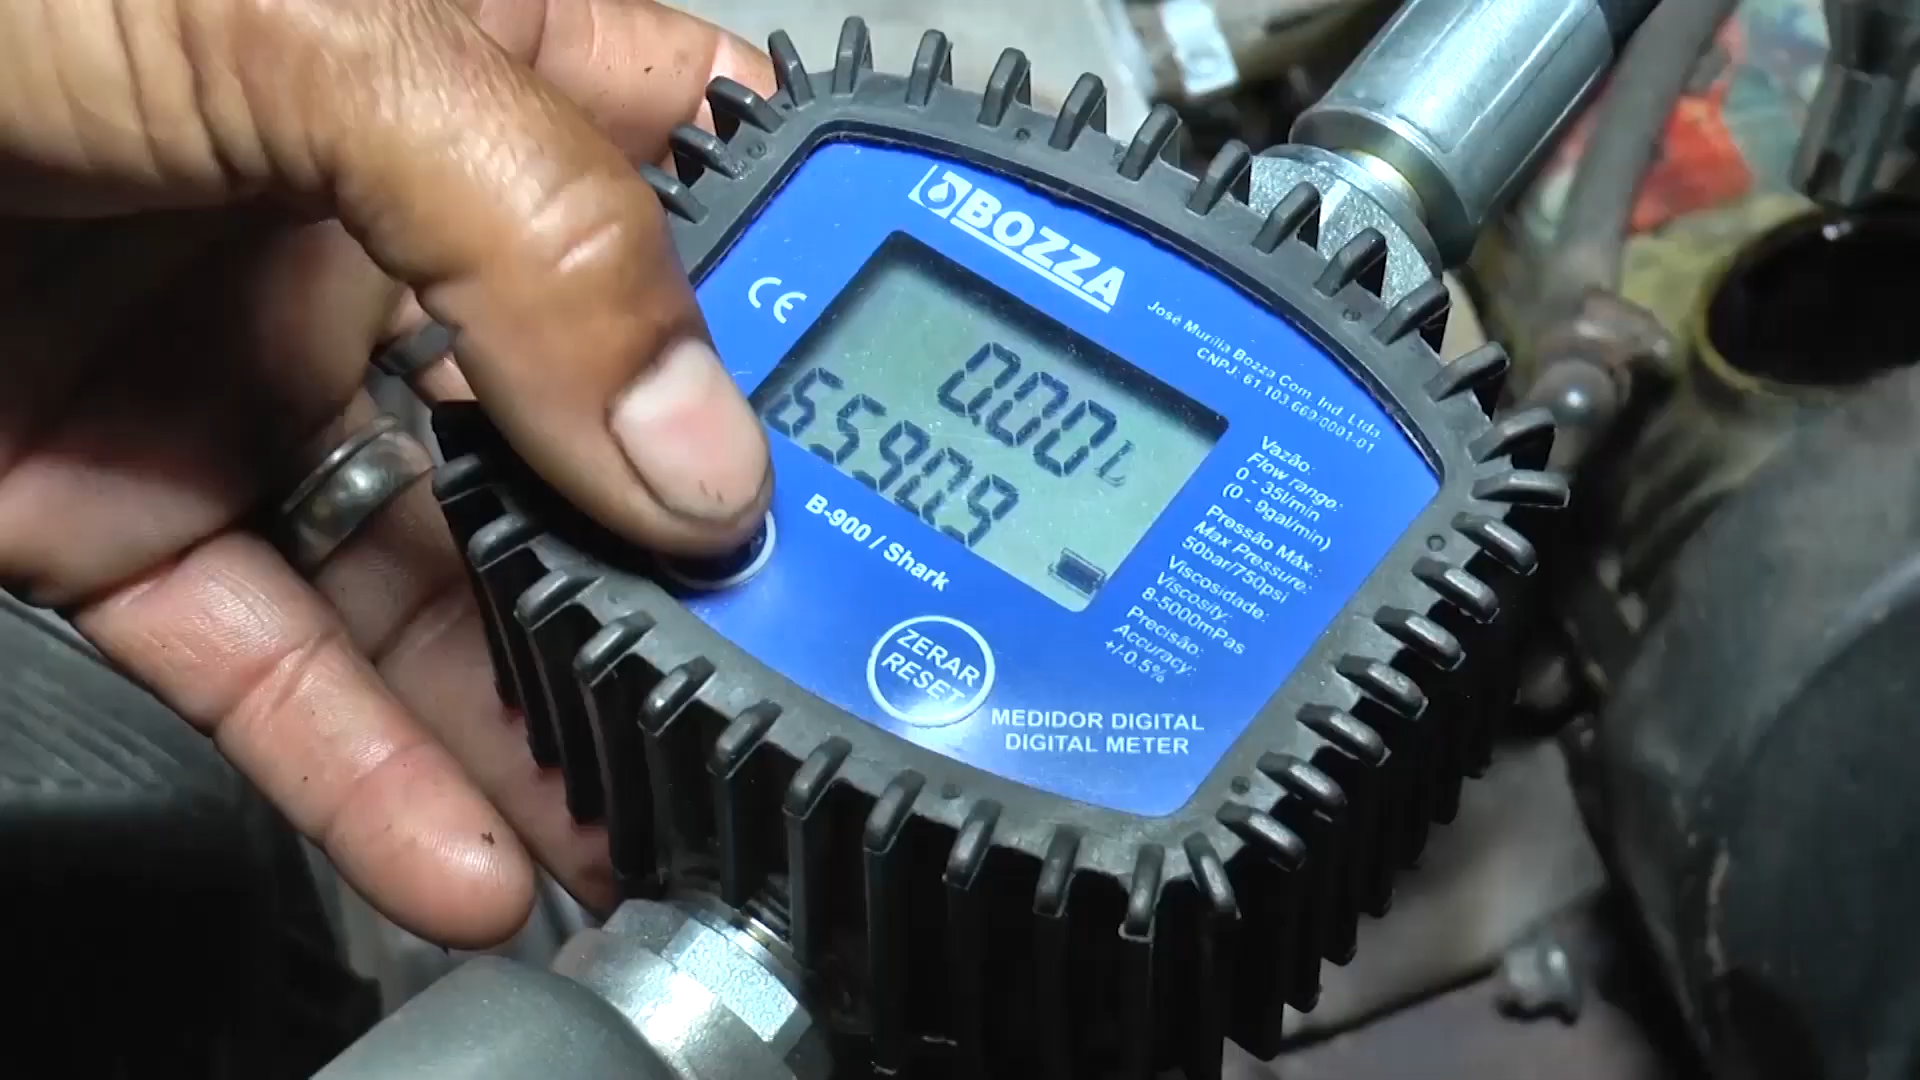 BOZZA
CE
José Murilia Bozza Com. Ind. Ltda.
CNPJ: 61.103.669/0001-01
0.00 L
65909
B-900 / Shark
Vazão:
Flow range:
0 - 35l/min
(0 - 9gal/min)
Pressão Máx.:
Max Pressure:
50bar/750psi
Viscosidade:
Viscosity:
8-500mPas
Precisão:
Accuracy:
+/-0.5%
ZERAR
RESET
MEDIDOR DIGITAL
DIGITAL METER